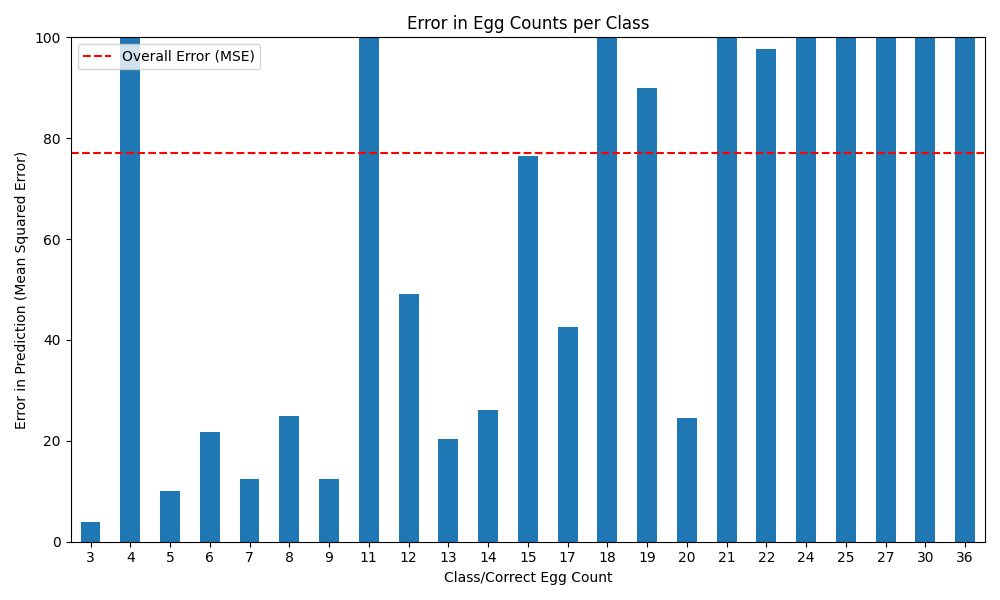 Error in Egg Counts per Class
Overall Error (MSE)
Error in Prediction (Mean Squared Error)
100
80
60
40
20
0
3 4 5 6 7 8 9 11 12 13 14 15 17 18 19 20 21 22 24 25 27 30 36
Class/Correct Egg Count